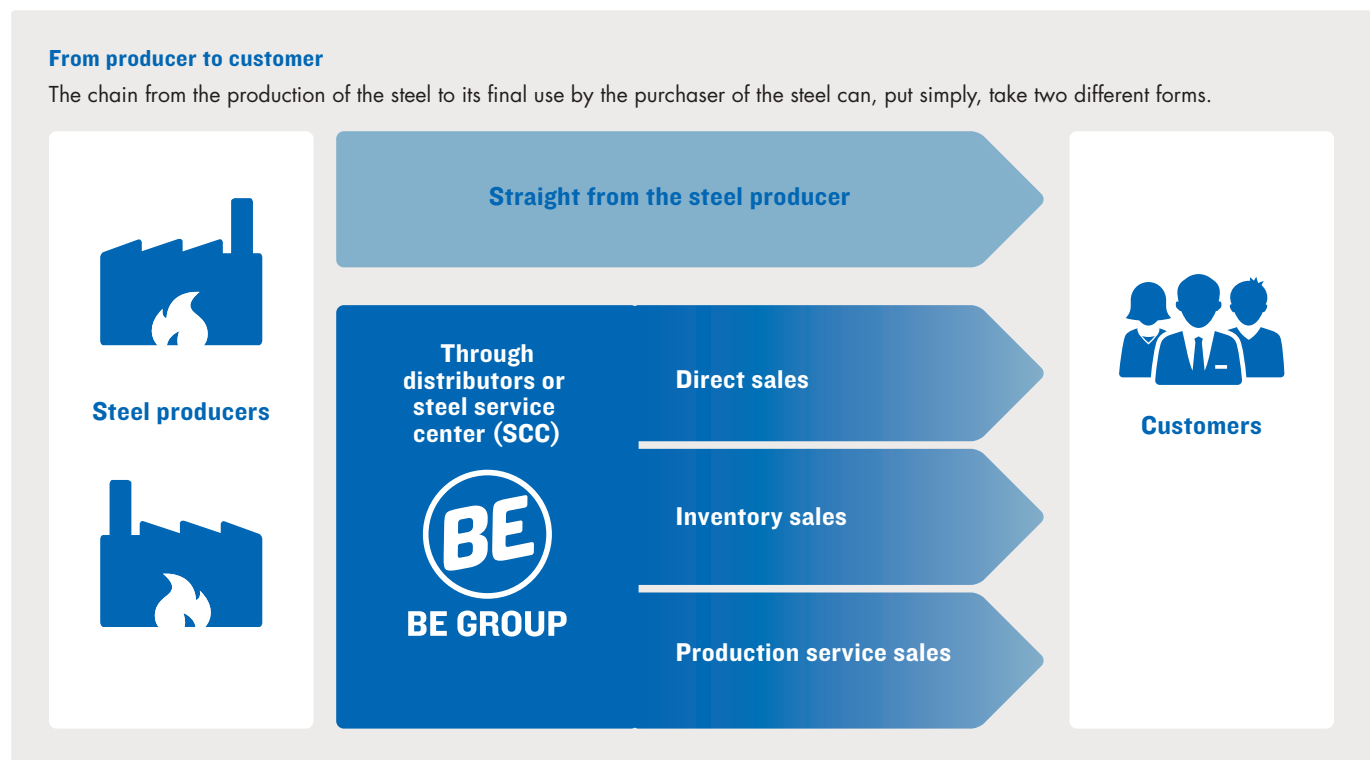 From producer to customer
The chain from the production of the steel to its final use by the purchaser of the steel can, put simply, take two different forms.
Steel producers
Straight from the steel producer
Through
distributors or
steel service
center (SCC)
BE
BE GROUP
Direct sales
Inventory sales
Production service sales
Customers